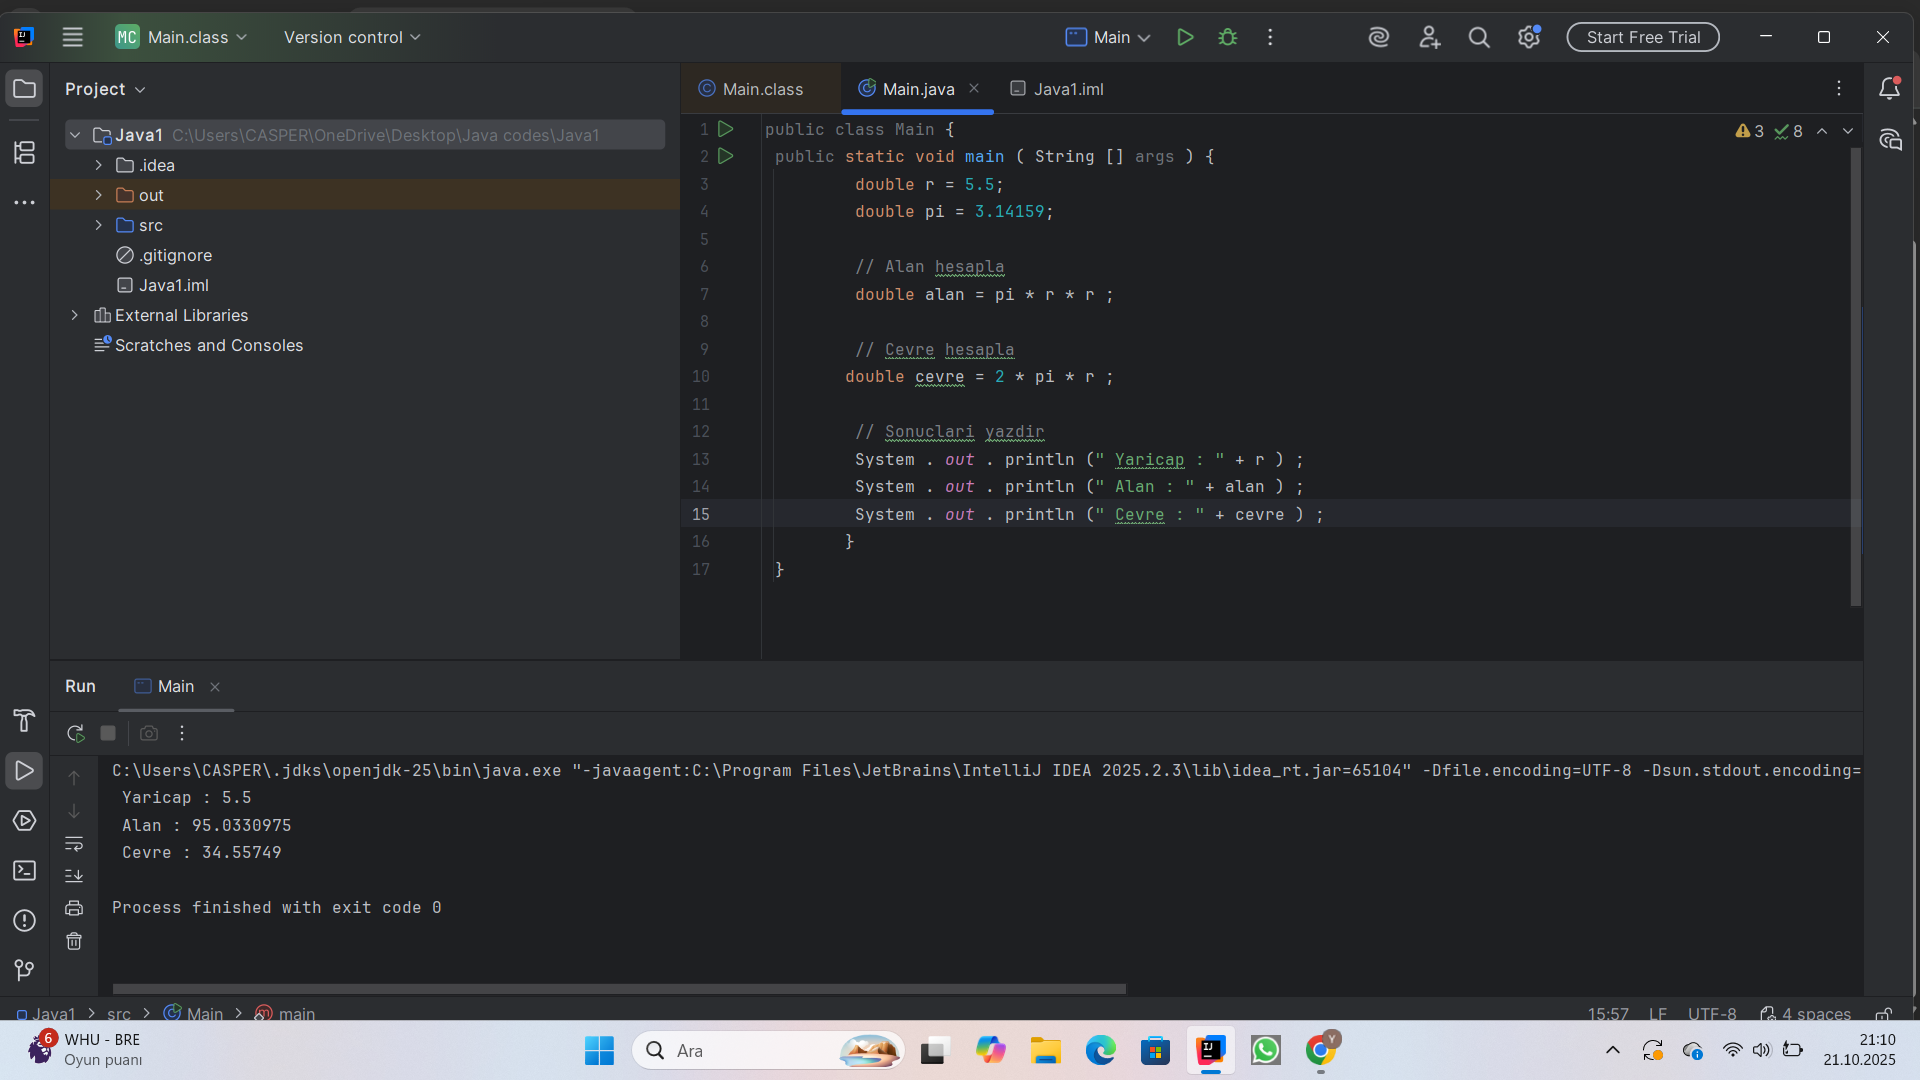 MC Main.class
Version control
Main
Start Free Trial
Project
Main.class
Main.java
Java1.iml
Java1 C:\Users\CASPER\OneDrive\Desktop\Java codes\Java1
.idea
out
src
.gitignore
Java1.iml
External Libraries
Scratches and Consoles
3 8
1 public class Main {
2 public static void main ( String [] args ) {
3 double r = 5.5;
4 double pi = 3.14159;
5
6 // Alan hesapla
7 double alan = pi * r * r ;
8
9 // Cevre hesapla
10 double cevre = 2 * pi * r ;
11
12 // Sonuclari yazdir
13 System . out . println (" Yaricap : " + r ) ;
14 System . out . println (" Alan : " + alan ) ;
15 System . out . println (" Cevre : " + cevre ) ;
16 }
17 }
Run
Main
C:\Users\CASPER\.jdks\openjdk-25\bin\java.exe "-javaagent:C:\Program Files\JetBrains\IntelliJ IDEA 2025.2.3\lib\idea_rt.jar=65104" -Dfile.encoding=UTF-8 -Dsun.stdout.encoding=
Yaricap : 5.5
Alan : 95.0330975
Cevre : 34.55749
Process finished with exit code 0
Java1 > src > Main > main
15:57 LF UTF-8 4 spaces
6
WHU - BRE
Oyun puanı
Ara
Y
21:10
21.10.2025